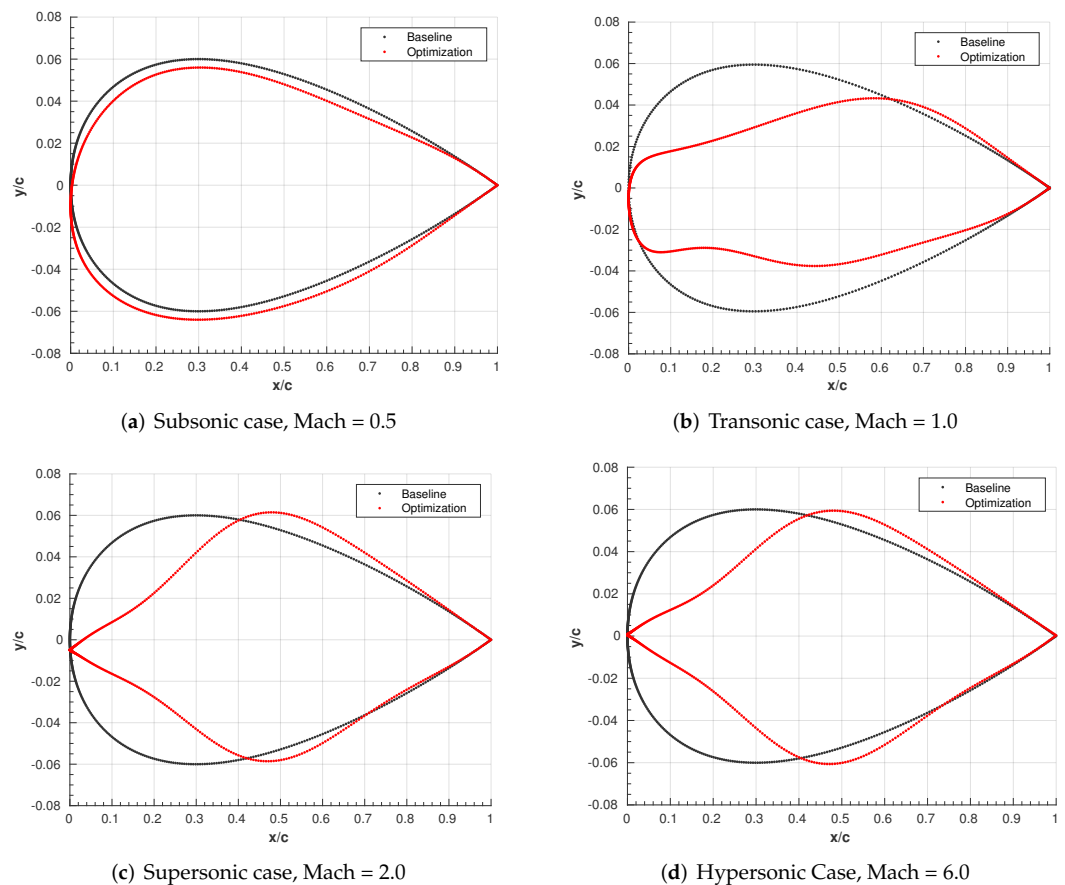 0.08
0.06
0.04
0.02
0
-0.02
-0.04
-0.06
-0.08
y/c
Baseline
Optimization
0 0.1 0.2 0.3 0.4 0.5 0.6 0.7 0.8 0.9 1
x/c
(a) Subsonic case, Mach = 0.5
0.08
0.06
0.04
0.02
0
-0.02
-0.04
-0.06
-0.08
y/c
Baseline
Optimization
0 0.1 0.2 0.3 0.4 0.5 0.6 0.7 0.8 0.9 1
x/c
(b) Transonic case, Mach = 1.0
0.08
0.06
0.04
0.02
0
-0.02
-0.04
-0.06
-0.08
y/c
Baseline
Optimization
0 0.1 0.2 0.3 0.4 0.5 0.6 0.7 0.8 0.9 1
x/c
(c) Supersonic case, Mach = 2.0
0.08
0.06
0.04
0.02
0
-0.02
-0.04
-0.06
-0.08
y/c
Baseline
Optimization
0 0.1 0.2 0.3 0.4 0.5 0.6 0.7 0.8 0.9 1
x/c
(d) Hypersonic Case, Mach = 6.0